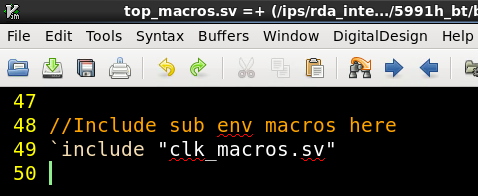 top_macros.sv =+ (/ips/rda_inte.../5991h_bt/b
File Edit Tools Syntax Buffers Window DigitalDesign Help
47
48 //Include sub env macros here
49 `include "clk_macros.sv"
50